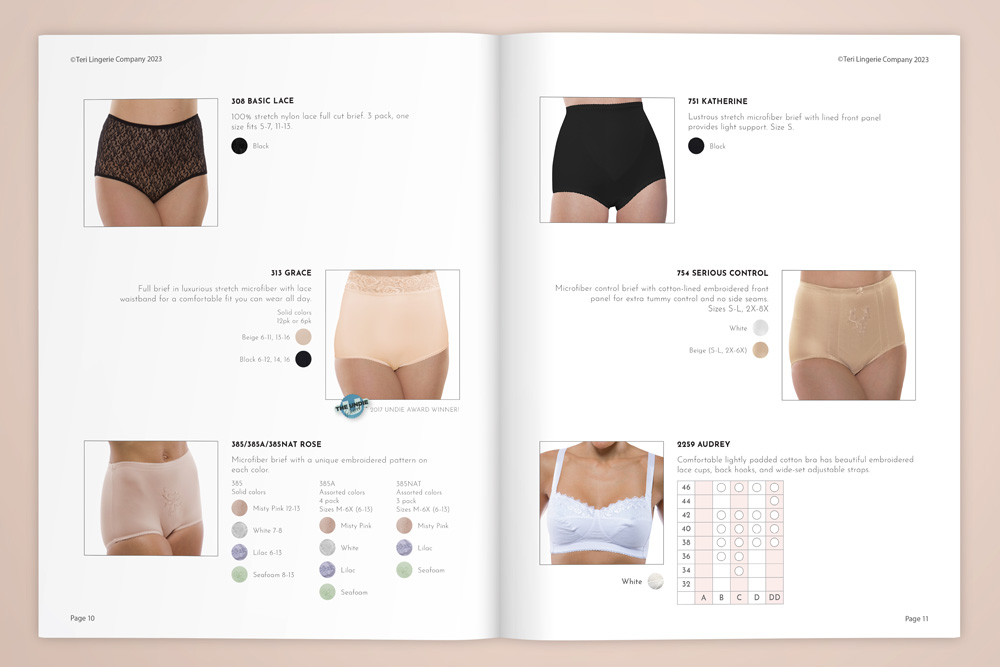 ©Teri Lingerie Company 2023
308 BASIC LACE
100% stretch nylon lace full cut brief. 3 pack, one
size fits 5-7, 11-13.
Black
313 GRACE
Full brief in luxurious stretch microfiber with lace
waistband for a comfortable fit you can wear all day.
Solid colors
12pk or 6pk
Beige 6-11, 15-16
Black 6-12, 14, 16
THE UNDIE
2017 UNDIE AWARD WINNER!
385/385A/385NAT ROSE
Microfiber brief with a unique embroidered pattern on
each color.
385
Solid colors
Misty Pink 12-13
White 7-8
Lilac 6-13
Seafoam 8-13
385A
Assorted colors
4 pack
Sizes M-6X (6-13)
Misty Pink
White
Lilac
Seafoam
385NAT
Assorted colors
3 pack
Sizes M-6X (6-13)
Misty Pink
Lilac
Seafoam
Page 10
©Teri Lingerie Company 2023
751 KATHERINE
Lustrous stretch microfiber brief with lined front panel
provides light support. Size S.
Black
754 SERIOUS CONTROL
Microfiber control brief with cotton-lined embroidered front
panel for extra tummy control and no side seams.
Sizes S-L, 2X-8X
White
Beige (S-L, 2X-6X)
2259 AUDREY
Comfortable lightly padded cotton bra has beautiful embroidered
lace cups, back hooks, and wide-set adjustable straps.
46
44
42
40
38
36
34
32
A B C D DD
White
Page 11